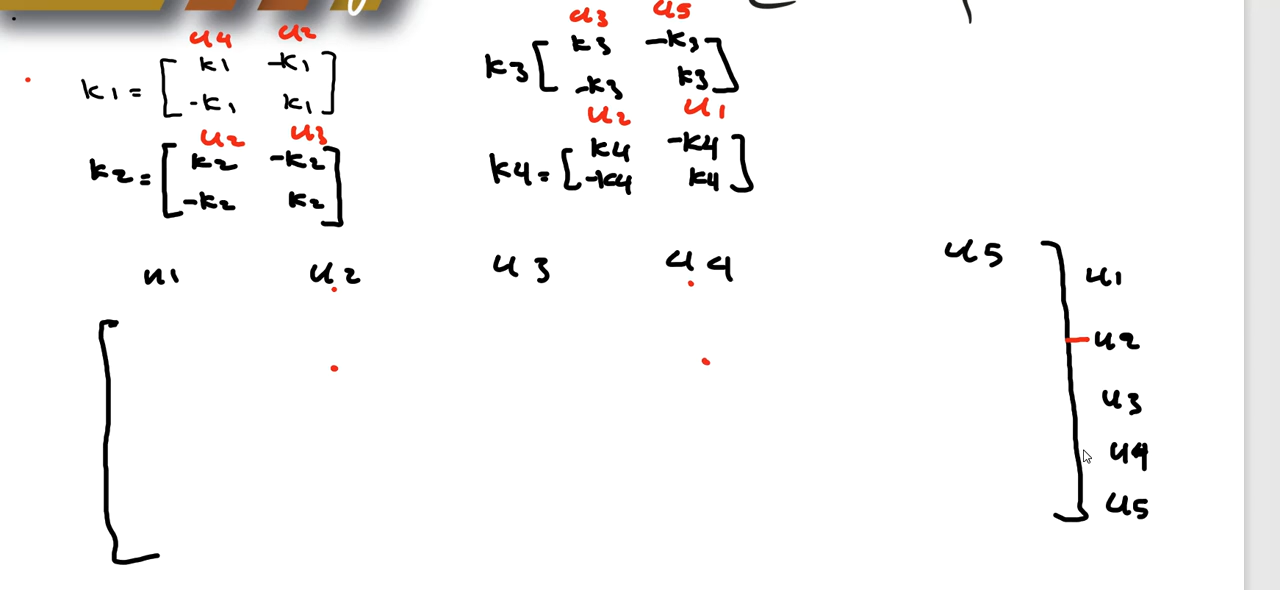 u4 u2
k1 = [ k1 -k1
-k1 k1 ]
u2 u3
k2 = [ k2 -k2
-k2 k2 ]
u3 u5
k3 [ k3 -k3
-k3 k3 ]
u2 u1
k4 = [ k4 -k4
-k4 k4 ]
u1 u2 u3 u4 u5
[ ]
u1
u2
u3
u4
u5